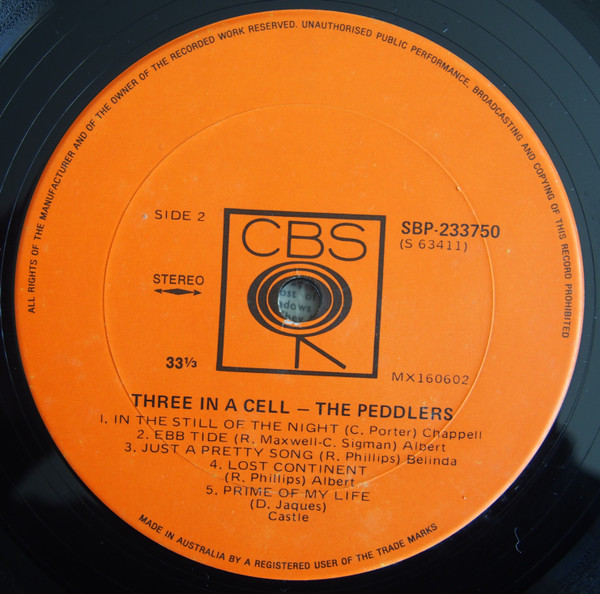 ALL RIGHTS OF THE MANUFACTURER AND OF THE OWNER OF THE RECORDED WORK RESERVED. UNAUTHORISED PUBLIC PERFORMANCE, BROADCASTING AND COPYING OF THIS RECORD PROHIBITED
SIDE 2
CBS
SBP-233750
(S 63411)
STEREO
ost of
dows
they
33⅓
MX160602
THREE IN A CELL – THE PEDDLERS
1. IN THE STILL OF THE NIGHT (C. Porter) Chappell
2. EBB TIDE (R. Maxwell-C. Sigman) Albert
3. JUST A PRETTY SONG (R. Phillips) Belinda
4. LOST CONTINENT
(R. Phillips) Albert
5. PRIME OF MY LIFE
(D. Jaques)
Castle
MADE IN AUSTRALIA BY A REGISTERED USER OF THE TRADE MARKS